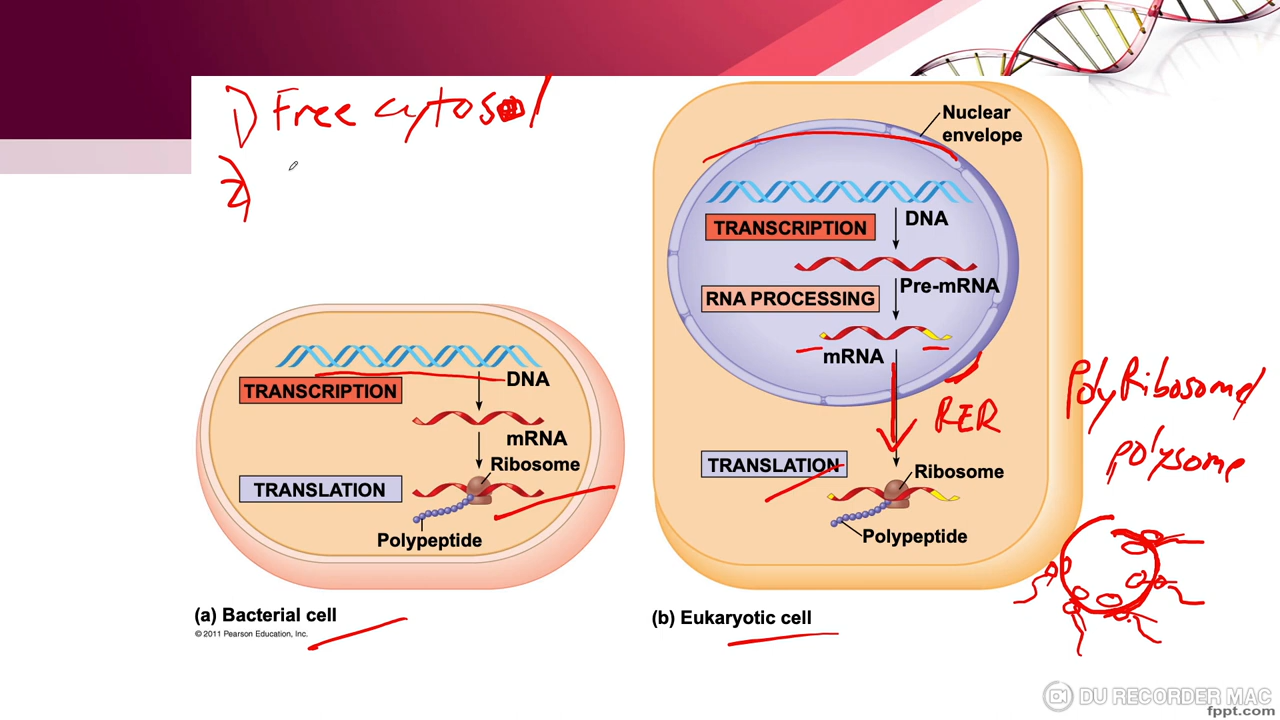 1) Free cytosol
2)
Nuclear
envelope
DNA
TRANSCRIPTION
Pre-mRNA
RNA PROCESSING
mRNA
RER
TRANSLATION
Ribosome
Polypeptide
(b) Eukaryotic cell
DNA
TRANSCRIPTION
mRNA
Ribosome
TRANSLATION
Polypeptide
(a) Bacterial cell
© 2011 Pearson Education, Inc.
PolyRibosome
polysome
DU RECORDER MAC
fppt.com